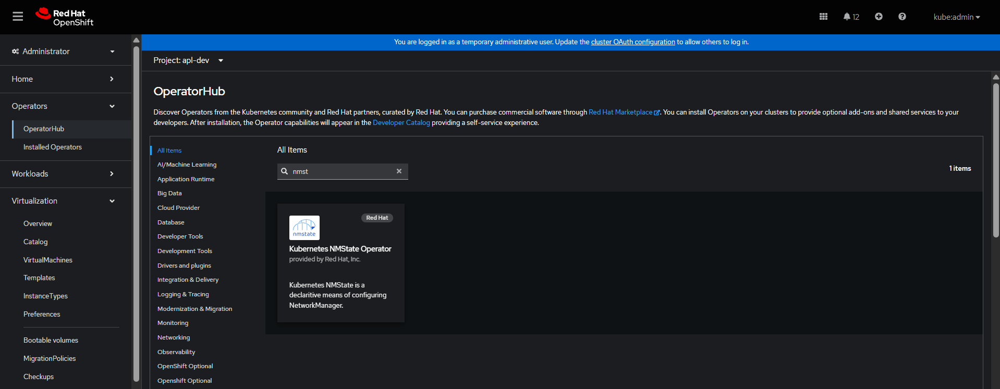 Red Hat
OpenShift
12
kube:admin
You are logged in as a temporary administrative user. Update the cluster OAuth configuration to allow others to log in.
Administrator
Home
Operators
OperatorHub
Installed Operators
Workloads
Virtualization
Overview
Catalog
VirtualMachines
Templates
InstanceTypes
Preferences
Bootable volumes
MigrationPolicies
Checkups
Project: apl-dev
OperatorHub
Discover Operators from the Kubernetes community and Red Hat partners, curated by Red Hat. You can purchase commercial software through Red Hat Marketplace. You can install Operators on your clusters to provide optional add-ons and shared services to your
developers. After installation, the Operator capabilities will appear in the Developer Catalog providing a self-service experience.
All Items
AI/Machine Learning
Application Runtime
Big Data
Cloud Provider
Database
Developer Tools
Development Tools
Drivers and plugins
Integration & Delivery
Logging & Tracing
Modernization & Migration
Monitoring
Networking
Observability
OpenShift Optional
Openshift Optional
All Items
nmst
1 items
Red Hat
nmstate
Kubernetes NMState Operator
provided by Red Hat, Inc.
Kubernetes NMState is a
declaritive means of configuring
NetworkManager.